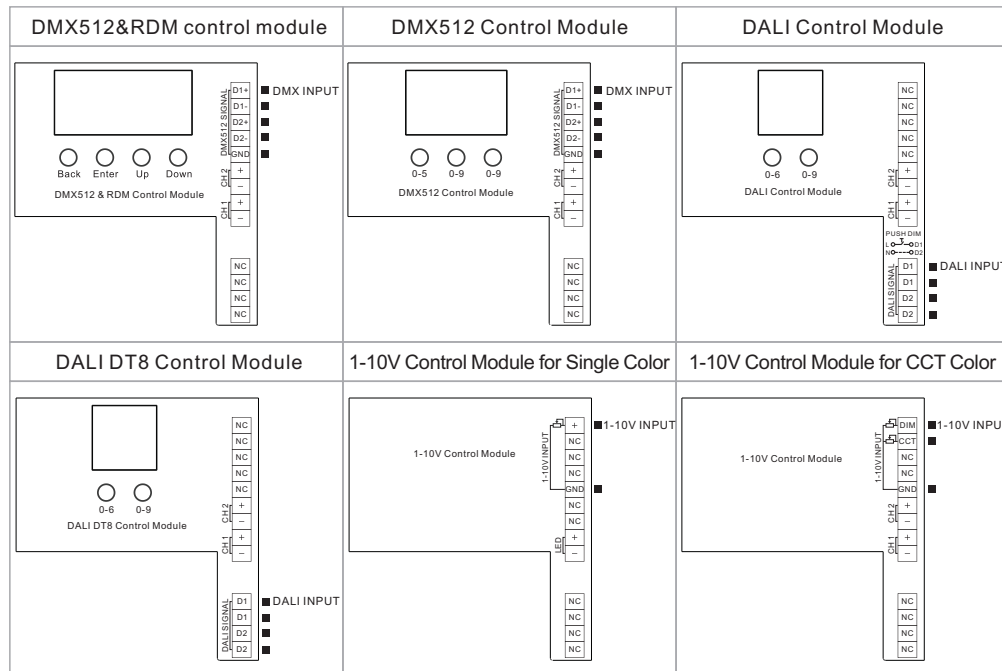 DMX512&RDM control module
DMX512 Control Module
DALI Control Module
D1+
DMX INPUT
D1-
D2+
D2-
GND
DMX512 SIGNAL
Back Enter Up Down
DMX512 & RDM Control Module
+
−
CH 2
+
−
CH 1
NC
NC
NC
NC
D1+
DMX INPUT
D1-
D2+
D2-
GND
DMX512 SIGNAL
0-5 0-9 0-9
DMX512 Control Module
+
−
CH 2
+
−
CH 1
NC
NC
NC
NC
NC
NC
NC
NC
0-6 0-9
DALI Control Module
+
−
CH 2
+
−
CH 1
PUSH DIM
L D1
N D2
D1
DALI INPUT
D1
D2
D2
DALI SIGNAL
DALI DT8 Control Module
1-10V Control Module for Single Color
1-10V Control Module for CCT Color
NC
NC
NC
NC
NC
0-6 0-9
DALI DT8 Control Module
+
−
CH 2
+
−
CH 1
D1
DALI INPUT
D1
D2
D2
DALI SIGNAL
+
1-10V INPUT
NC
NC
NC
GND
1-10V INPUT
1-10V Control Module
NC
NC
+
−
LED
NC
NC
NC
NC
DIM
1-10V INPU
CCT
NC
NC
GND
1-10V INPUT
1-10V Control Module
+
−
CH 2
+
−
CH 1
NC
NC
NC
NC